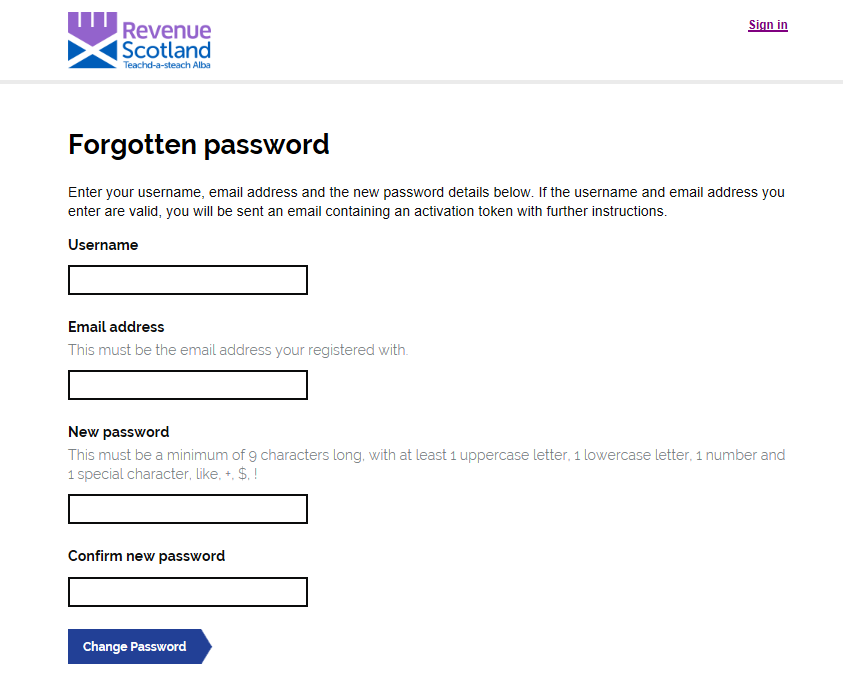 Revenue
Scotland
Teachd-a-steach Alba
Sign in
Forgotten password
Enter your username, email address and the new password details below. If the username and email address you
enter are valid, you will be sent an email containing an activation token with further instructions.
Username
Email address
This must be the email address your registered with.
New password
This must be a minimum of 9 characters long, with at least 1 uppercase letter, 1 lowercase letter, 1 number and
1 special character, like, +, $, !
Confirm new password
Change Password